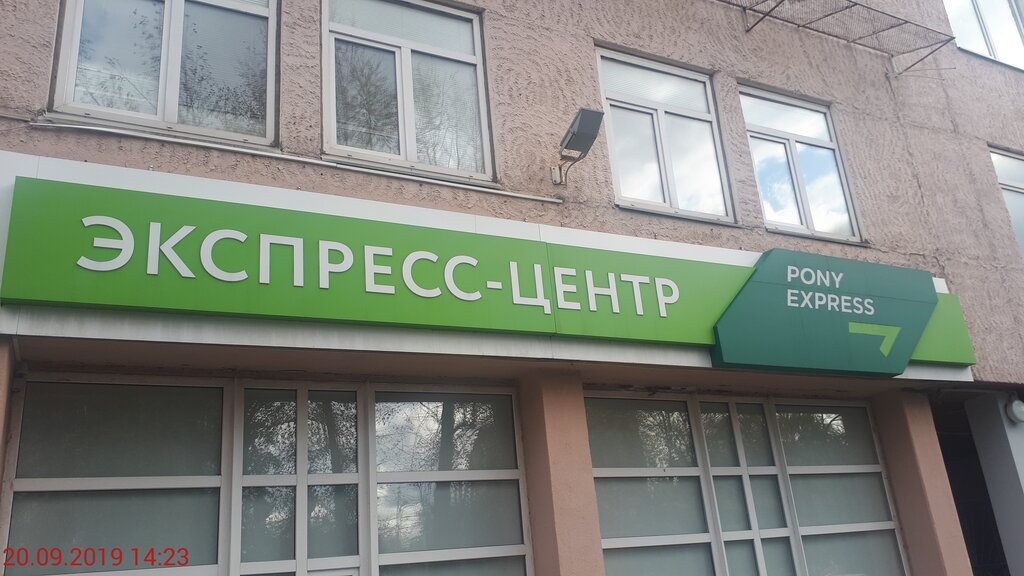 ЭКСПРЕСС-ЦЕНТР
PONY
EXPRESS
20.09.2019 14:23